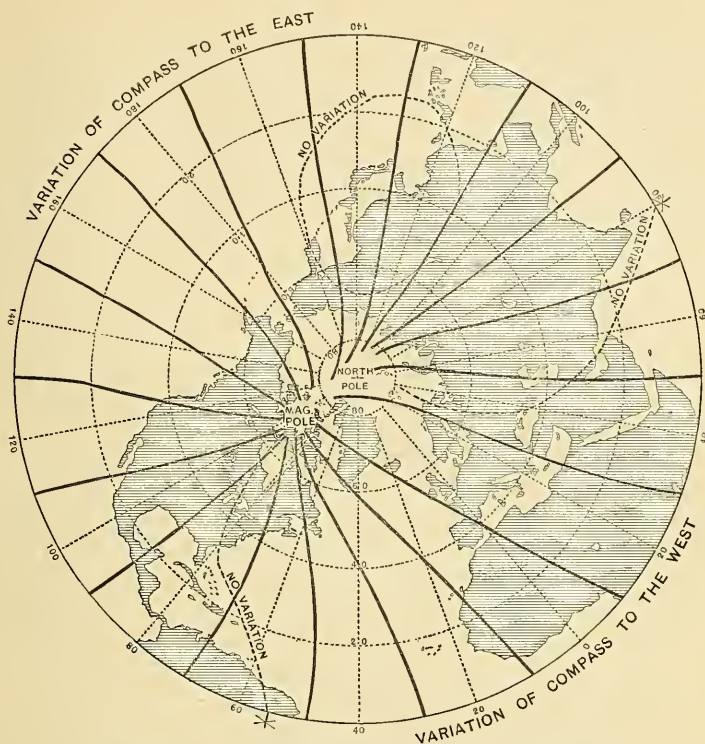 VARIATION OF COMPASS TO THE EAST
140
120
100
160
180
160
140
120
100
80
60
40
20
0
20
NO VARIATION
NO VARIATION
NORTH
POLE
MAG.
POLE
80
NO VARIATION
VARIATION OF COMPASS TO THE WEST